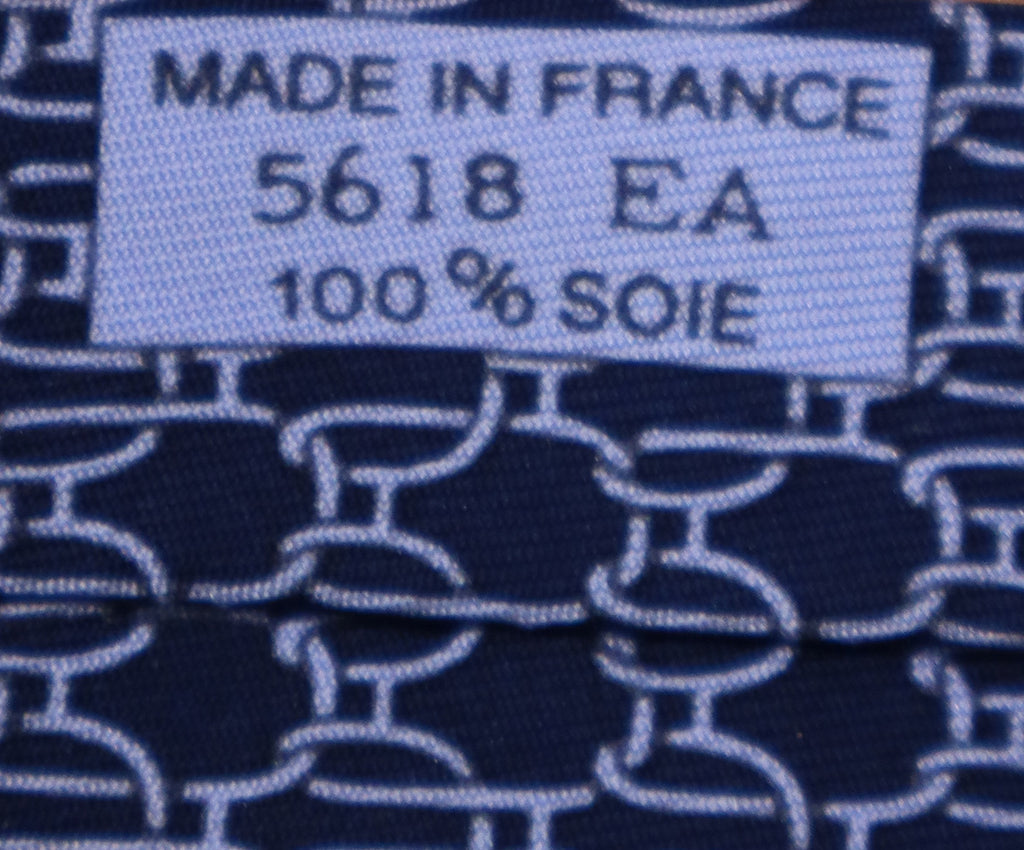 MADE IN FRANCE
5618 EA
100% SOIE